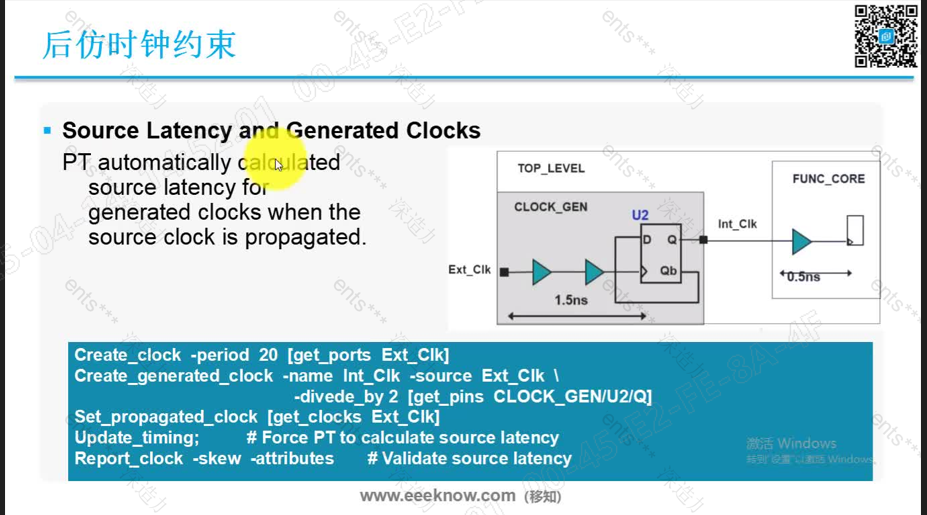 后仿时钟约束
Source Latency and Generated Clocks
PT automatically calculated
source latency for
generated clocks when the
source clock is propagated.
TOP_LEVEL
FUNC_CORE
CLOCK_GEN
U2
D Q
Int_Clk
Ext_Clk
Qb
0.5ns
1.5ns
Create_clock -period 20 [get_ports Ext_Clk]
Create_generated_clock -name Int_Clk -source Ext_Clk \
-divede_by 2 [get_pins CLOCK_GEN/U2/Q]
Set_propagated_clock [get_clocks Ext_Clk]
Update_timing; # Force PT to calculate source latency
Report_clock -skew -attributes # Validate source latency
激活 Windows
转到"设置"以激活 Windows。
www.eeeknow.com（移知）